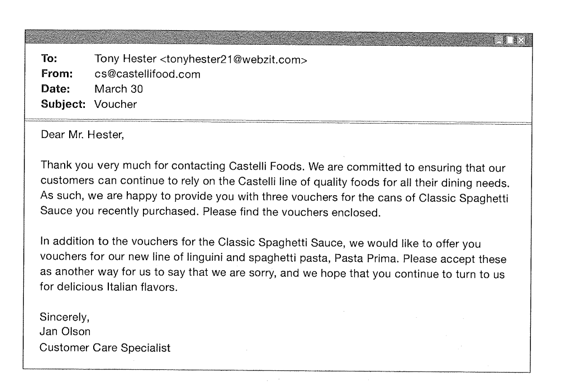 To: Tony Hester <tonyhester21@webzit.com>
From: cs@castellifood.com
Date: March 30
Subject: Voucher
Dear Mr. Hester,
Thank you very much for contacting Castelli Foods. We are committed to ensuring that our
customers can continue to rely on the Castelli line of quality foods for all their dining needs.
As such, we are happy to provide you with three vouchers for the cans of Classic Spaghetti
Sauce you recently purchased. Please find the vouchers enclosed.
In addition to the vouchers for the Classic Spaghetti Sauce, we would like to offer you
vouchers for our new line of linguini and spaghetti pasta, Pasta Prima. Please accept these
as another way for us to say that we are sorry, and we hope that you continue to turn to us
for delicious Italian flavors.
Sincerely,
Jan Olson
Customer Care Specialist